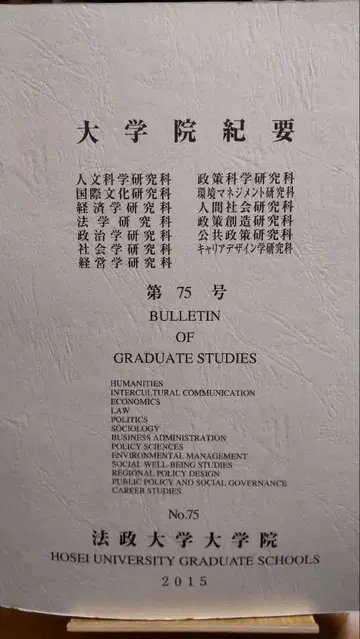 大学院紀要
人文科学研究科
国際文化研究科
経済学研究科
法学研究科
政治学研究科
社会学研究科
経営学研究科
政策科学研究科
環境マネジメント研究科
人間社会研究科
政策創造研究科
公共政策研究科
キャリアデザイン学研究科
第75号
BULLETIN
OF
GRADUATE STUDIES
HUMANITIES
INTERCULTURAL COMMUNICATION
ECONOMICS
LAW
POLITICS
SOCIOLOGY
BUSINESS ADMINISTRATION
POLICY SCIENCES
ENVIRONMENTAL MANAGEMENT
SOCIAL WELL-BEING STUDIES
REGIONAL POLICY DESIGN
PUBLIC POLICY AND SOCIAL GOVERNANCE
CAREER STUDIES
No.75
法政大学大学院
HOSEI UNIVERSITY GRADUATE SCHOOLS
2015